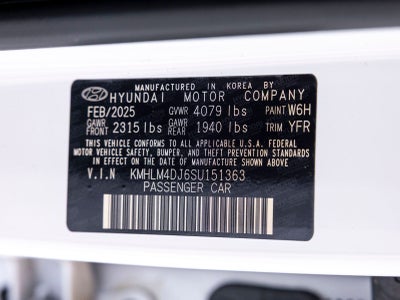 MANUFACTURED IN KOREA BY
HYUNDAI MOTOR COMPANY
FEB/2025 GVWR 4079 lbs PAINT W6H
GAWR FRONT 2315 lbs GAWR REAR 1940 lbs TRIM YFR
THIS VEHICLE CONFORMS TO ALL APPLICABLE U.S.A. FEDERAL
MOTOR VEHICLE SAFETY, BUMPER, AND THEFT PREVENTION STANDARDS
IN EFFECT ON THE DATE OF MANUFACTURE SHOWN ABOVE.
V.I.N KMHLM4DJ6SU151363
PASSENGER CAR